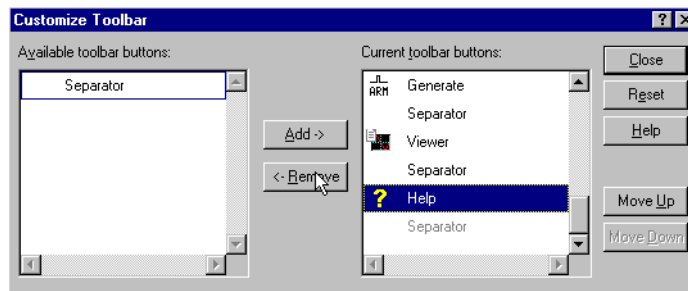 Customize Toolbar
Available toolbar buttons:
Separator
Add ->
<- Remove
Current toolbar buttons:
ARM Generate
Separator
Viewer
Separator
? Help
Separator
Close
Reset
Help
Move Up
Move Down